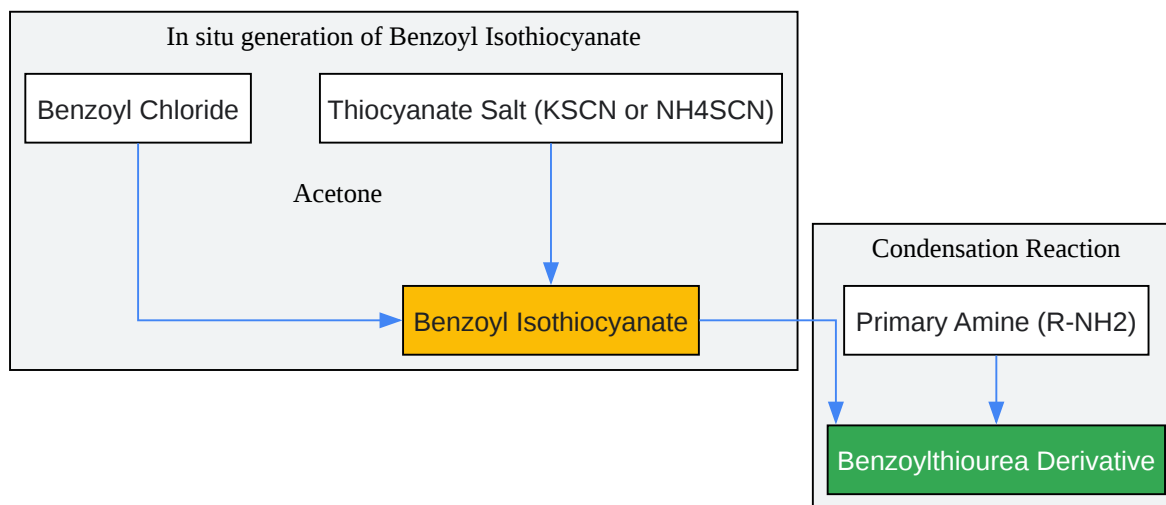 In situ generation of Benzoyl Isothiocyanate
Benzoyl Chloride
Thiocyanate Salt (KSCN or NH4SCN)
Acetone
Benzoyl Isothiocyanate
Condensation Reaction
Primary Amine (R-NH2)
Benzoylthiourea Derivative